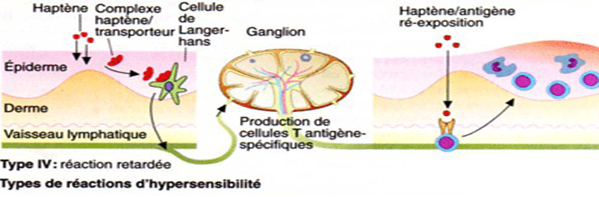 Haptène
Complexe
haptène/
transporteur
Cellule
de
Langer-
hans
Ganglion
Haptène/antigène
ré-exposition
Épiderme
Derme
Vaisseau lymphatique
Production de
cellules T antigène-
spécifiques
Type IV : réaction retardée
Types de réactions d'hypersensibilité